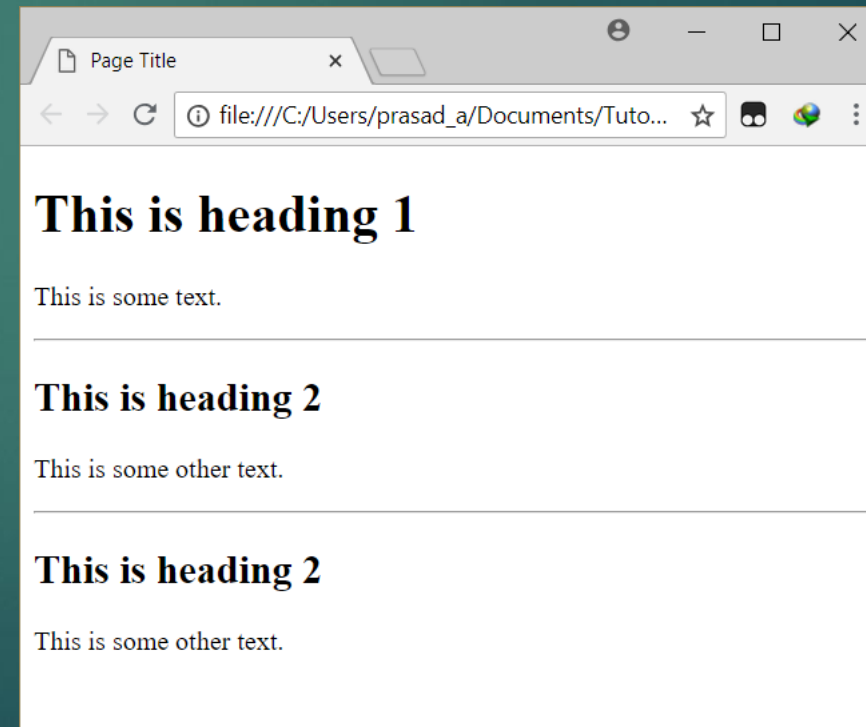 Page Title
file:///C:/Users/prasad_a/Documents/Tuto...
This is heading 1
This is some text.
This is heading 2
This is some other text.
This is heading 2
This is some other text.